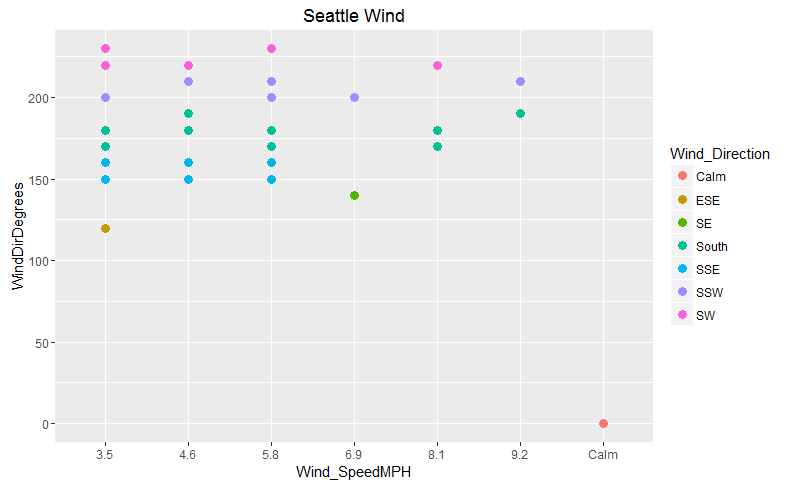 Seattle Wind
WindDirDegrees
200
150
100
50
0
3.5 4.6 5.8 6.9 8.1 9.2 Calm
Wind_SpeedMPH
Wind_Direction
Calm
ESE
SE
South
SSE
SSW
SW